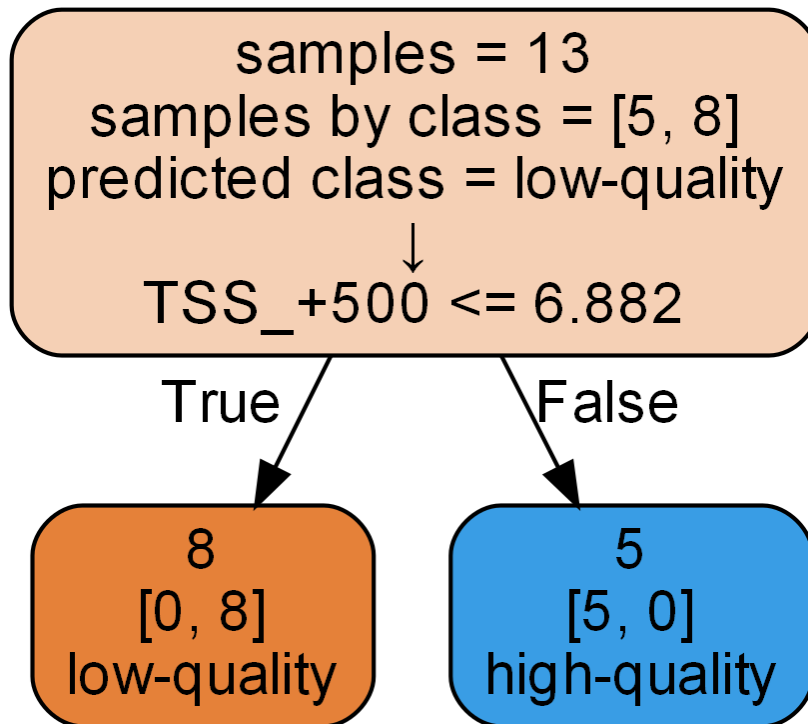 samples = 13
samples by class = [5, 8]
predicted class = low-quality
↓
TSS_+500 <= 6.882
True
False
8
[0, 8]
low-quality
5
[5, 0]
high-quality